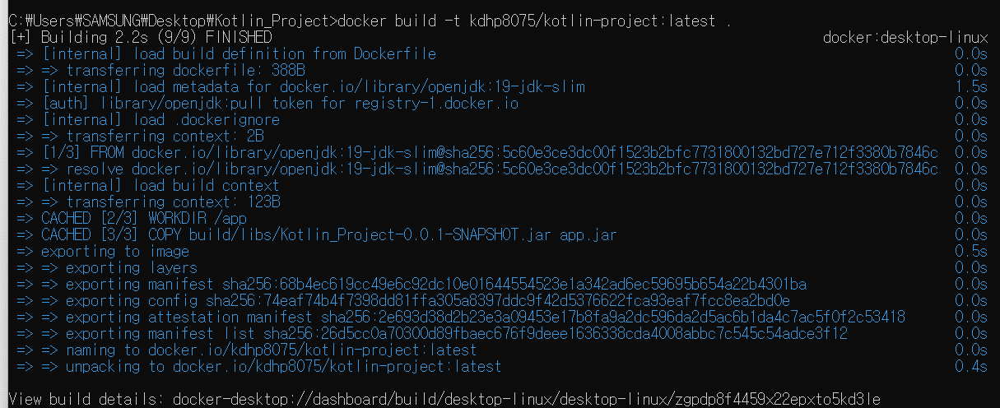 C:₩Users₩SAMSUNG₩Desktop₩Kotlin_Project>docker build -t kdhp8075/kotlin-project:latest .
[+] Building 2.2s (9/9) FINISHED docker:desktop-linux
=> [internal] load build definition from Dockerfile 0.0s
=> => transferring dockerfile: 388B 0.0s
=> [internal] load metadata for docker.io/library/openjdk:19-jdk-slim 1.5s
=> [auth] library/openjdk:pull token for registry-1.docker.io 0.0s
=> [internal] load .dockerignore 0.0s
=> => transferring context: 2B 0.0s
=> [1/3] FROM docker.io/library/openjdk:19-jdk-slim@sha256:5c60e3ce3dc00f1523b2bfc7731800132bd727e712f3380b7846c 0.0s
=> => resolve docker.io/library/openjdk:19-jdk-slim@sha256:5c60e3ce3dc00f1523b2bfc7731800132bd727e712f3380b7846c 0.0s
=> [internal] load build context 0.0s
=> => transferring context: 123B 0.0s
=> CACHED [2/3] WORKDIR /app 0.0s
=> CACHED [3/3] COPY build/libs/Kotlin_Project-0.0.1-SNAPSHOT.jar app.jar 0.0s
=> exporting to image 0.5s
=> => exporting layers 0.0s
=> => exporting manifest sha256:68b4ec619cc49e6c92dc10e01644554523e1a342ad6ec59695b654a22b4301ba 0.0s
=> => exporting config sha256:74eaf74b4f7398dd81ffa305a8397ddc9f42d5376622fca93eaf7fcc8ea2bd0e 0.0s
=> => exporting attestation manifest sha256:2e693d38d2b23e3a09453e17b8fa9a2dc596da2d5ac6b1da4c7ac5f0f2c53418 0.0s
=> => exporting manifest list sha256:26d5cc0a70300d89fbaec676f9deee1636338cda4008abbc7c545c54adce3f12 0.0s
=> => naming to docker.io/kdhp8075/kotlin-project:latest 0.0s
=> => unpacking to docker.io/kdhp8075/kotlin-project:latest 0.4s
View build details: docker-desktop://dashboard/build/desktop-linux/desktop-linux/zgpdp8f4459x22epxto5kd3le